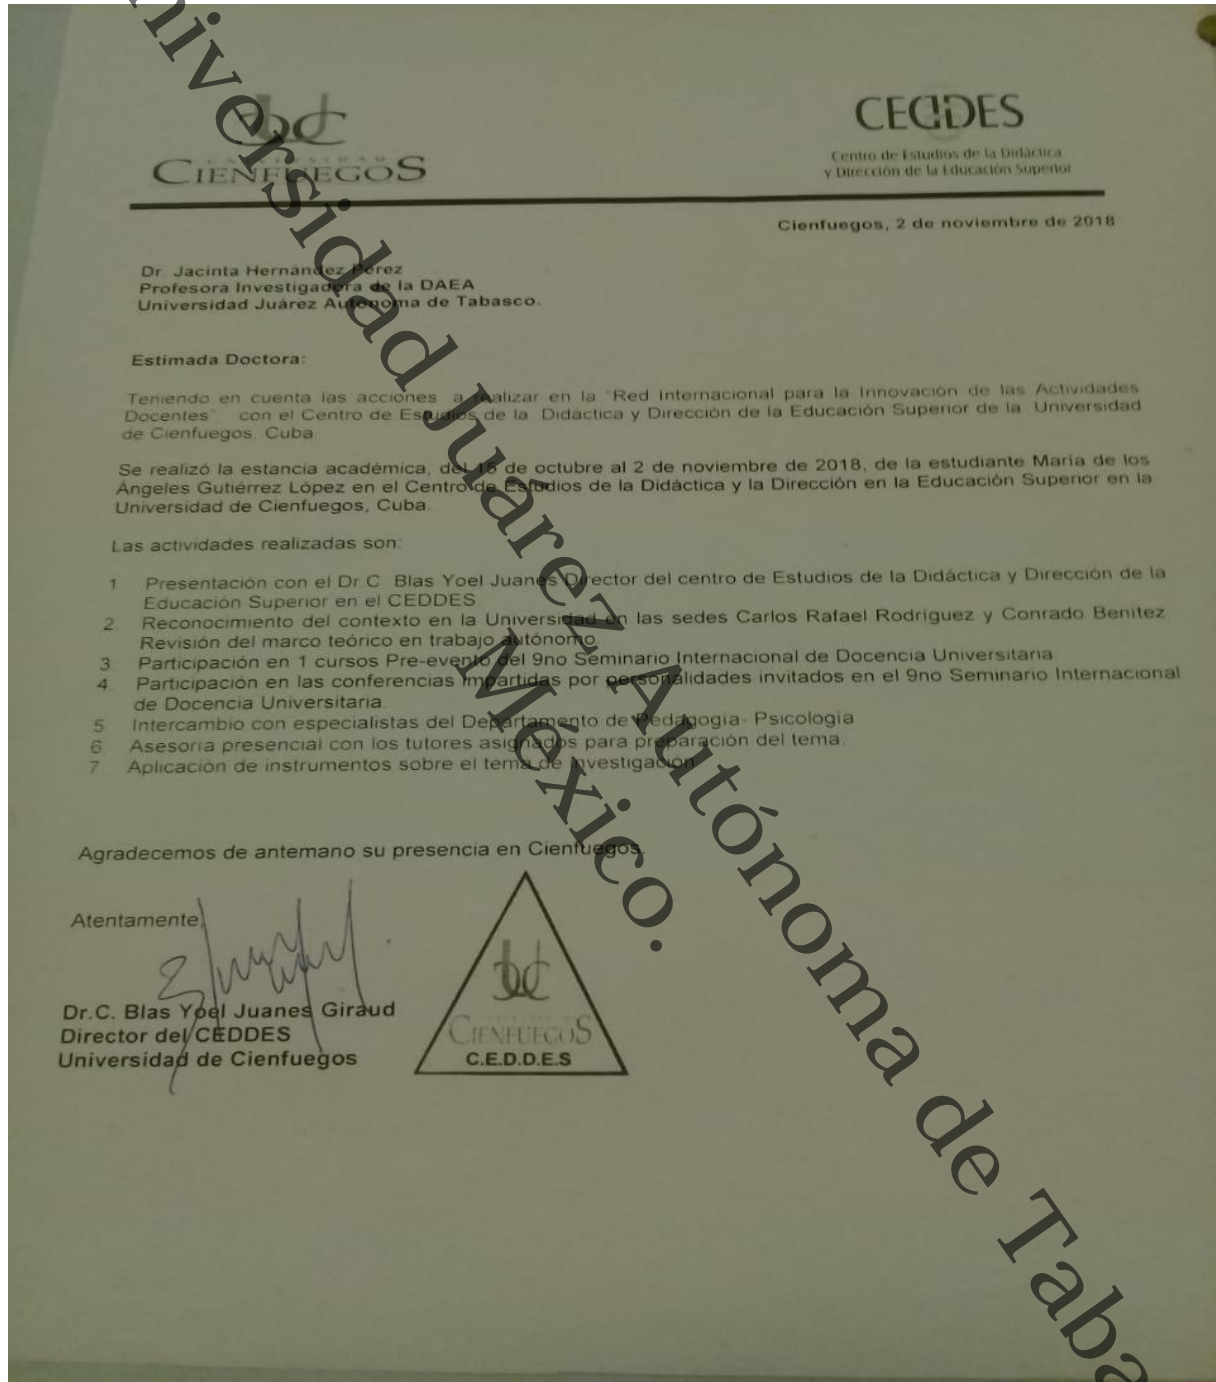 UNIVERSIDAD
CIENFUEGOS
CEDDES
Centro de Estudios de la Didáctica
y Dirección de la Educación Superior
Cienfuegos, 2 de noviembre de 2018
Dr. Jacinta Hernández Pérez
Profesora Investigadora de la DAEA
Universidad Juárez Autónoma de Tabasco.
Estimada Doctora:
Teniendo en cuenta las acciones a realizar en la "Red Internacional para la Innovación de las Actividades
Docentes" con el Centro de Estudios de la Didactica y Dirección de la Educación Superior de la Universidad
de Cienfuegos, Cuba.
Se realizó la estancia académica, del de octubre al 2 de noviembre de 2018, de la estudiante María de los
Ángeles Gutiérrez López en el Centro de Estudios de la Didáctica y la Dirección en la Educación Superior en la
Universidad de Cienfuegos, Cuba.
Las actividades realizadas son:
1 Presentación con el Dr.C Blas Yoel Juanes Director del centro de Estudios de la Didáctica y Dirección de la
Educación Superior en el CEDDES
2. Reconocimiento del contexto en la Universidad en las sedes Carlos Rafael Rodríguez y Conrado Benítez
Revisión del marco teórico en trabajo autónomo
3. Participación en 1 cursos Pre-evento del 9no Seminario Internacional de Docencia Universitaria
4 Participación en las conferencias impartidas por personalidades invitados en el 9no Seminario Internacional
de Docencia Universitaria.
5 Intercambio con especialistas del Departamento de Pedagogía- Psicología
6 Asesoría presencial con los tutores asignados para preparación del tema.
7 Aplicación de instrumentos sobre el tema de investigación
Agradecemos de antemano su presencia en Cienfuegos.
Atentamente,
Dr.C. Blas Yoel Juanes Giraud
Director del CEDDES
Universidad de Cienfuegos
CIENFUEGOS
C.E.D.D.E.S
niversidad Juárez Autónoma de Taba
México.